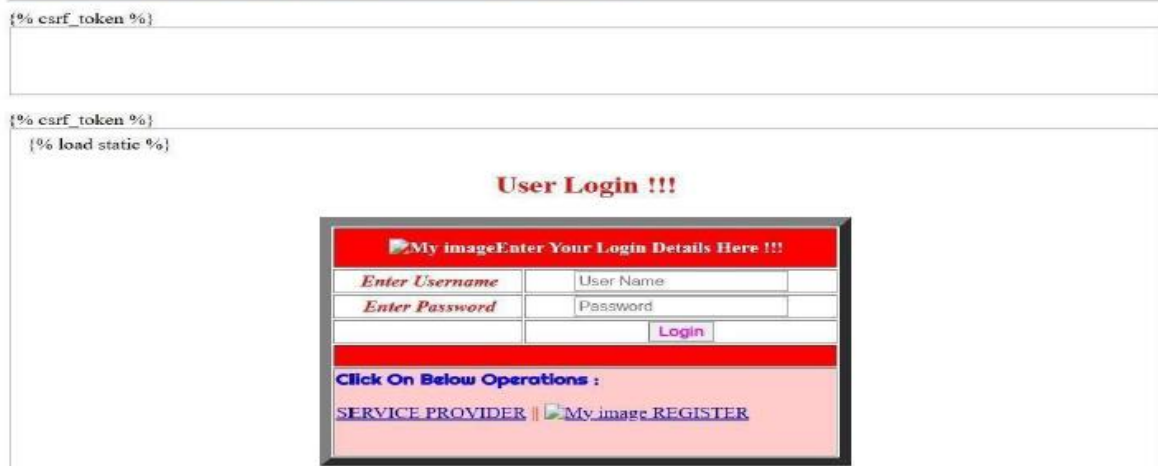 {% csrf_token %}
{% csrf_token %}
{% load static %}
User Login !!!
My imageEnter Your Login Details Here !!!
Enter Username User Name
Enter Password Password
Login
Click On Below Operations :
SERVICE PROVIDER || My image REGISTER